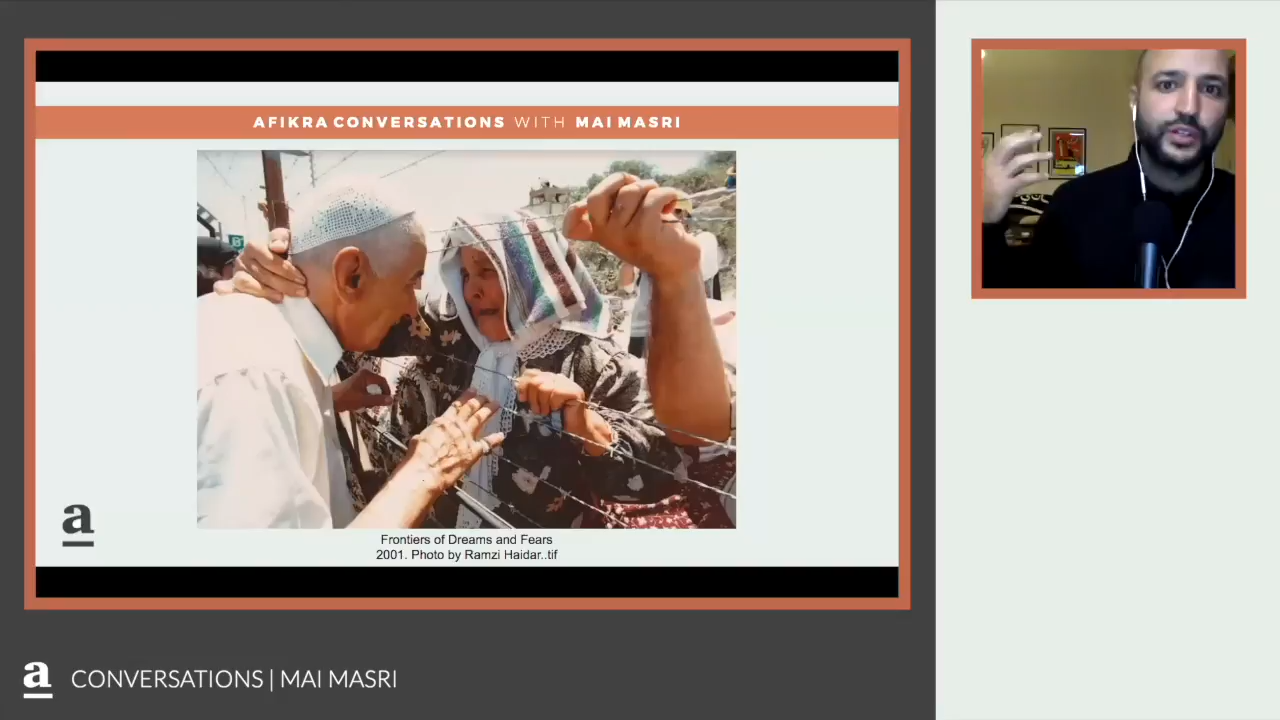 AFIKRA CONVERSATIONS WITH MAI MASRI
a
Frontiers of Dreams and Fears
2001. Photo by Ramzi Haidar..tif
a CONVERSATIONS | MAI MASRI